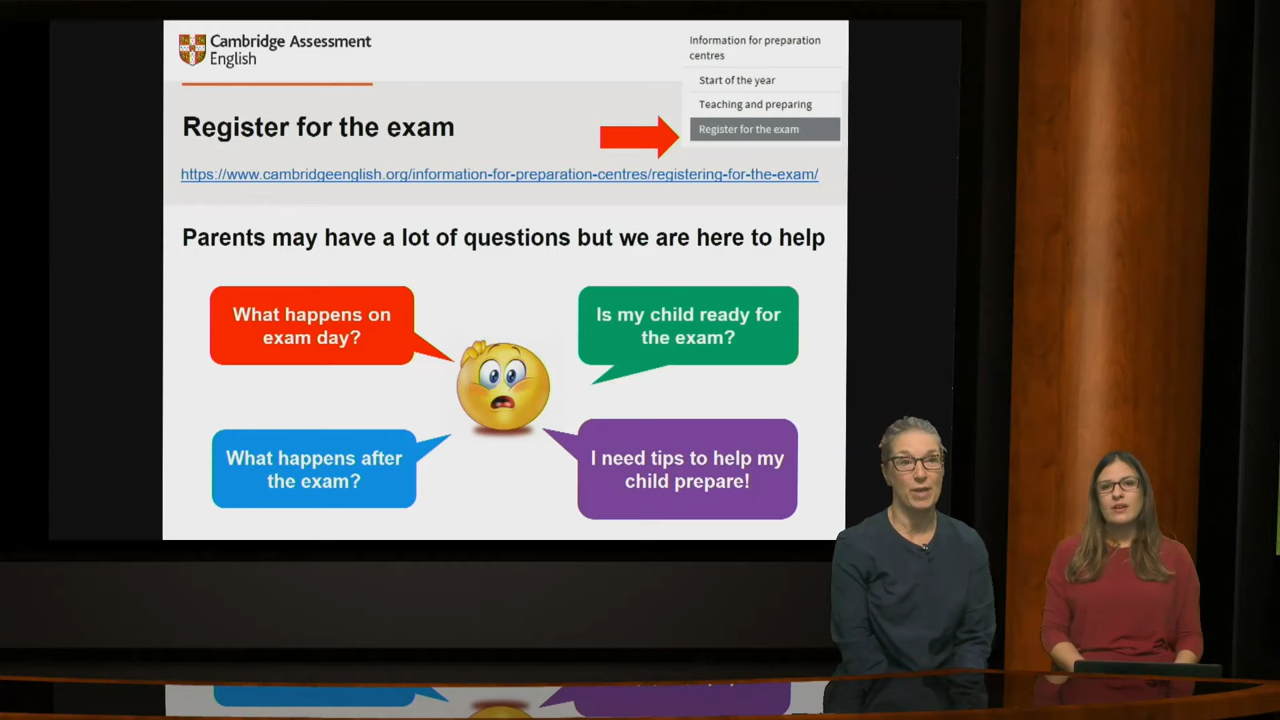 Cambridge Assessment
English
Information for preparation
centres
Start of the year
Teaching and preparing
Register for the exam
Register for the exam
https://www.cambridgeenglish.org/information-for-preparation-centres/registering-for-the-exam/
Parents may have a lot of questions but we are here to help
What happens on
exam day?
Is my child ready for
the exam?
What happens after
the exam?
I need tips to help my
child prepare!